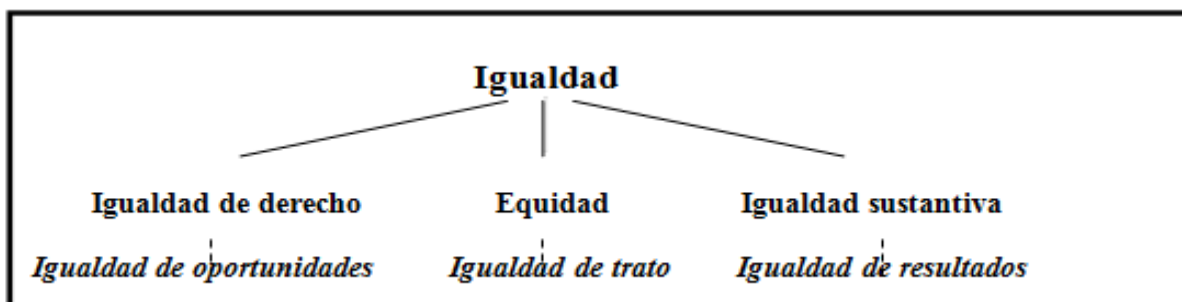 Igualdad
Igualdad de derecho Equidad Igualdad sustantiva
Igualdad de oportunidades Igualdad de trato Igualdad de resultados